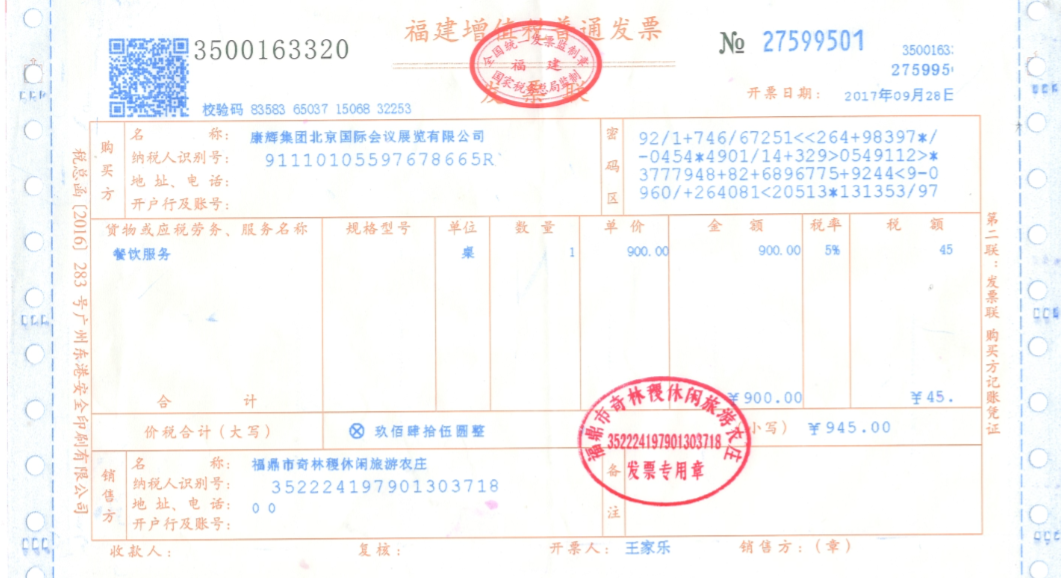 福建增值税普通发票
发票联
全国统一发票监制章
福建
国家税务总局监制
3500163320
№ 27599501
3500163
275995
校验码 83583 65037 15068 32253
开票日期： 2017年09月28日
购买方
名 称： 康辉集团北京国际会议展览有限公司
纳税人识别号： 91110105597678665R
地址、电话：
开户行及账号：
密码区
92/1+746/67251<<264+98397*/
-0454*4901/14+329>0549112>*
3777948+82+6896775+9244<9-0
960/+264081<20513*131353/97
货物或应税劳务、服务名称 规格型号 单位 数量 单价 金额 税率 税额
餐饮服务 桌 1 900.00 900.00 5% 45
合计 ¥900.00 ¥45.
价税合计（大写） ⊗ 玖佰肆拾伍圆整 小写） ¥945.00
销售方
名 称： 福鼎市奇林稷休闲旅游农庄
纳税人识别号： 352224197901303718
地址、电话： 0 0
开户行及账号：
备注
福鼎市奇林稷休闲旅游农庄
352224197901303718
发票专用章
收款人： 复核： 开票人： 王家乐 销售方：（章）
税总函[2016] 283 号广州东港安全印刷有限公司
第二联：发票联 购买方记账凭证